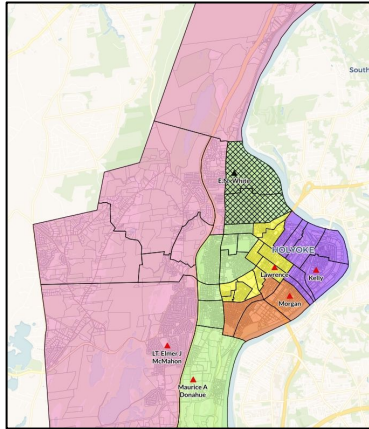 South
E.N. White
HOLYOKE
Lawrence
Kelly
Morgan
LT Elmer J
McMahon
Maurice A
Donahue